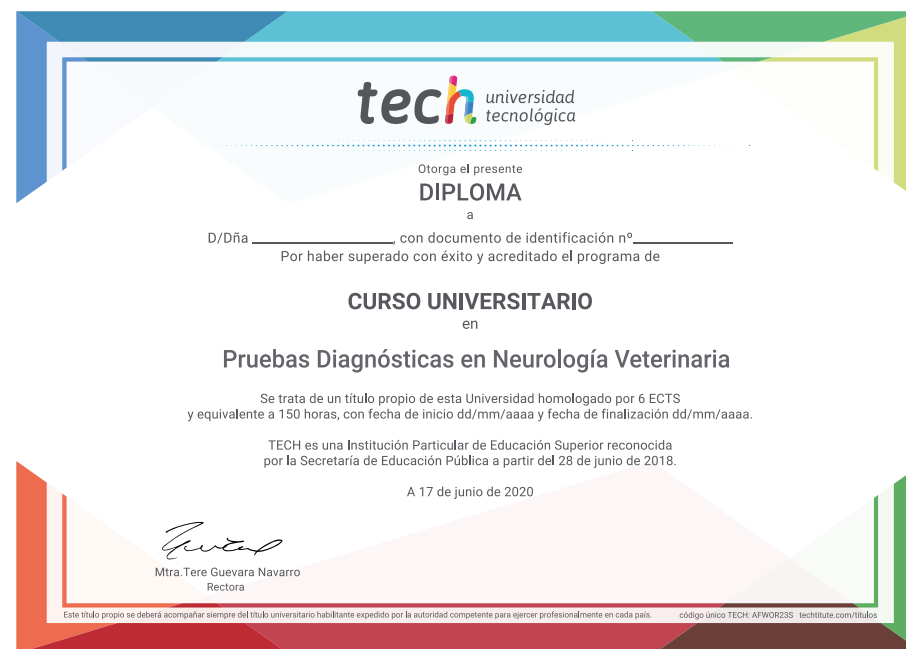 tech universidad
tecnológica
Otorga el presente
DIPLOMA
a
D/Dña ____________________, con documento de identificación nº______________
Por haber superado con éxito y acreditado el programa de
CURSO UNIVERSITARIO
en
Pruebas Diagnósticas en Neurología Veterinaria
Se trata de un título propio de esta Universidad homologado por 6 ECTS
y equivalente a 150 horas, con fecha de inicio dd/mm/aaaa y fecha de finalización dd/mm/aaaa.
TECH es una Institución Particular de Educación Superior reconocida
por la Secretaría de Educación Pública a partir del 28 de junio de 2018.
A 17 de junio de 2020
Mtra.Tere Guevara Navarro
Rectora
Este título propio se deberá acompañar siempre del título universitario habilitante expedido por la autoridad competente para ejercer profesionalmente en cada país. código único TECH: AFWOR23S techtitute.com/titulos